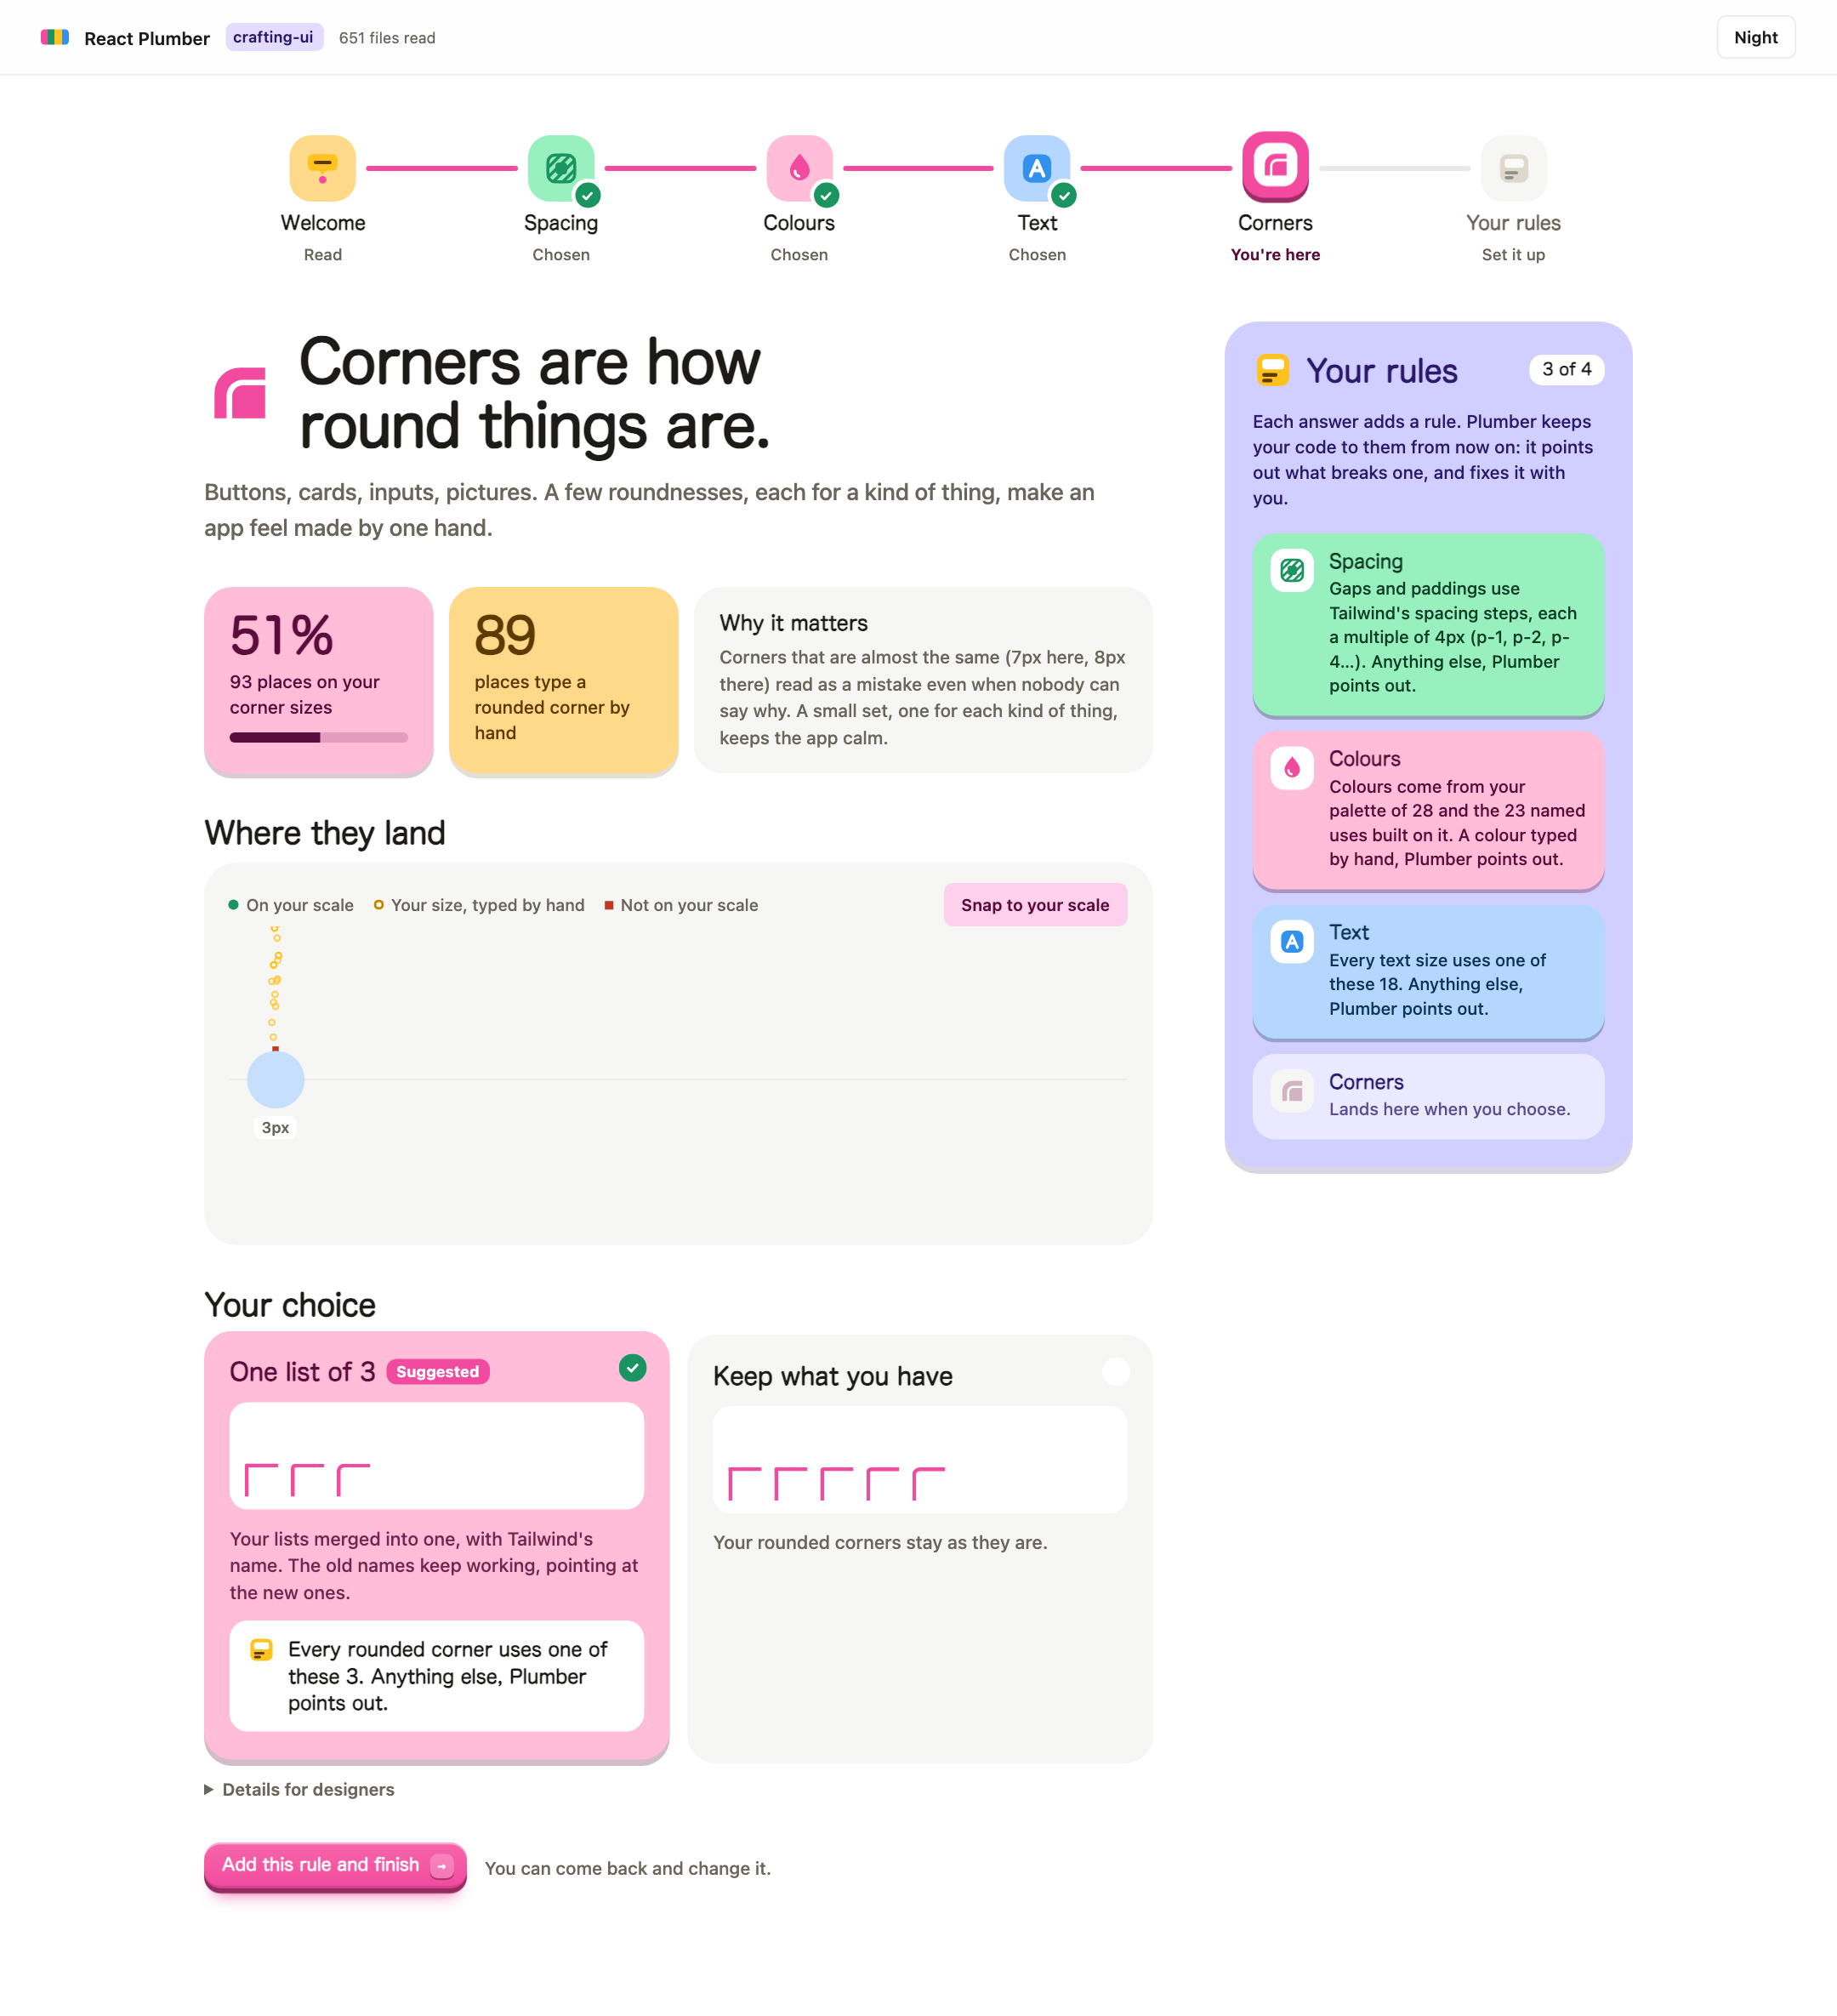 React Plumber
crafting-ui
651 files read
Night
Welcome
Read
Spacing
Chosen
Colours
Chosen
Text
Chosen
Corners
You're here
Your rules
Set it up
Corners are how
round things are.
Buttons, cards, inputs, pictures. A few roundnesses, each for a kind of thing, make an
app feel made by one hand.
51%
93 places on your
corner sizes
89
places type a
rounded corner by
hand
Why it matters
Corners that are almost the same (7px here, 8px
there) read as a mistake even when nobody can
say why. A small set, one for each kind of thing,
keeps the app calm.
Where they land
On your scale
Your size, typed by hand
Not on your scale
Snap to your scale
3px
Your choice
One list of 3
Suggested
Your lists merged into one, with Tailwind's
name. The old names keep working, pointing at
the new ones.
Every rounded corner uses one of
these 3. Anything else, Plumber
points out.
Keep what you have
Your rounded corners stay as they are.
Details for designers
Add this rule and finish →
You can come back and change it.
Your rules
3 of 4
Each answer adds a rule. Plumber keeps
your code to them from now on: it points
out what breaks one, and fixes it with
you.
Spacing
Gaps and paddings use
Tailwind's spacing steps, each
a multiple of 4px (p-1, p-2, p-
4...). Anything else, Plumber
points out.
Colours
Colours come from your
palette of 28 and the 23 named
uses built on it. A colour typed
by hand, Plumber points out.
A
Text
Every text size uses one of
these 18. Anything else,
Plumber points out.
Corners
Lands here when you choose.